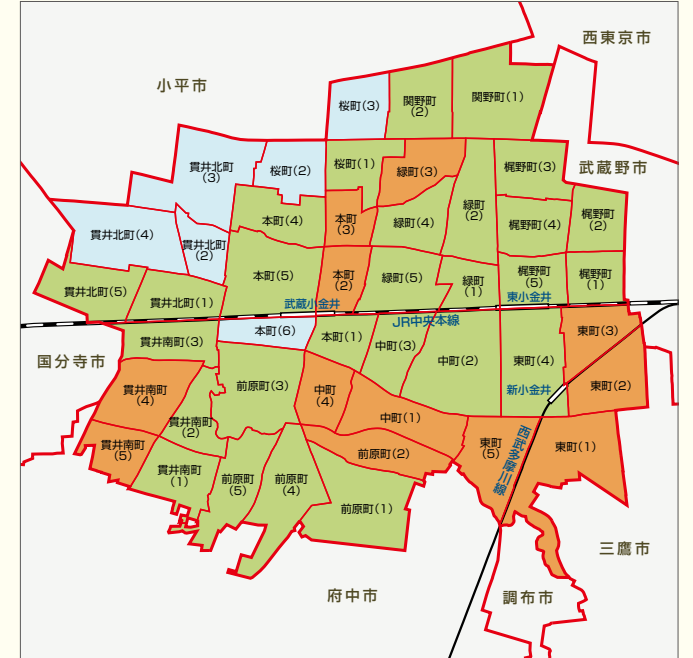 西東京市
小平市
関野町(1)
関野町
(2)
桜町(3)
貫井北町
(3)
桜町(2)
桜町(1)
緑町(3)
梶野町(3)
武蔵野市
本町(4)
本町
(3)
緑町(4)
緑町
(2)
梶野町(4)
梶野町
(2)
貫井北町(4)
貫井北町
(2)
本町(5)
本町
(2)
緑町(5)
緑町
(1)
梶野町
(5)
梶野町
(1)
貫井北町(5)
貫井北町(1)
武蔵小金井
東小金井
JR中央本線
本町(6)
本町(1)
中町(3)
東町(3)
貫井南町(3)
国分寺市
中町(2)
東町(4)
前原町(3)
新小金井
東町(2)
貫井南町
(4)
中町
(4)
中町(1)
貫井南町
(2)
貫井南町
(5)
前原町(2)
東町
(5)
西武多摩川線
東町(1)
貫井南町
(1)
前原町
(5)
前原町
(4)
前原町(1)
三鷹市
府中市
調布市